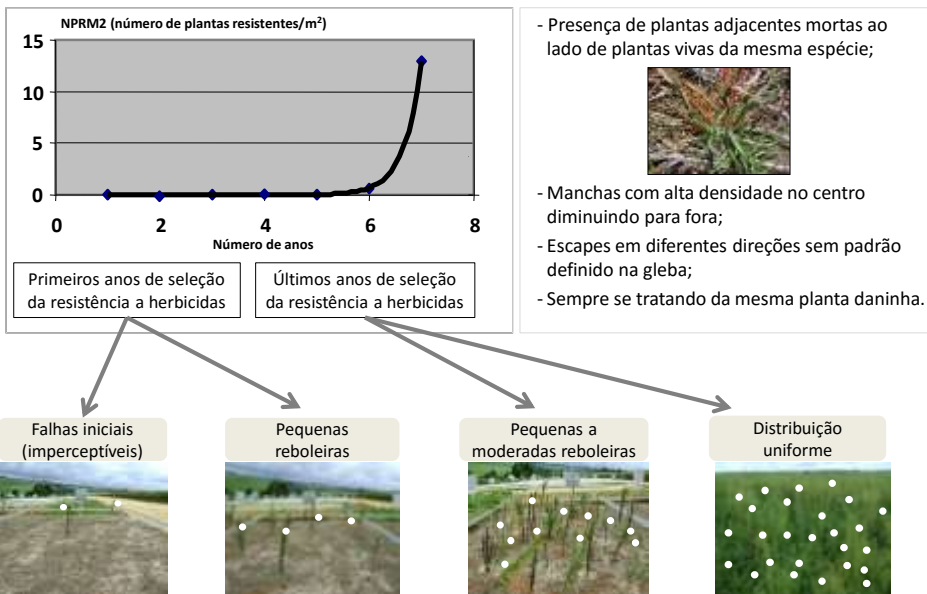 NPRM2 (número de plantas resistentes/m²)
15
10
5
0
0
2
4
6
8
Número de anos
Primeiros anos de seleção
da resistência a herbicidas
Últimos anos de seleção
da resistência a herbicidas
- Presença de plantas adjacentes mortas ao
lado de plantas vivas da mesma espécie;
- Manchas com alta densidade no centro
diminuindo para fora;
- Escapes em diferentes direções sem padrão
definido na gleba;
- Sempre se tratando da mesma planta daninha.
Falhas iniciais
(imperceptíveis)
Pequenas
reboleiras
Pequenas a
moderadas reboleiras
Distribuição
uniforme